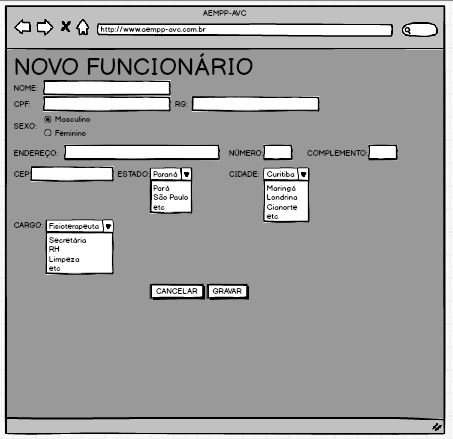 AEMPP-AVC
http://www.aempp-avc.com.br
NOVO FUNCIONÁRIO
NOME:
CPF: RG:
SEXO: Masculino
Feminino
ENDEREÇO: NÚMERO: COMPLEMENTO:
CEP ESTADO: Paraná CIDADE: Curitiba
Pará Maringá
São Paulo Londrina
etc Cianorte
etc
CARGO: Fisioterapeuta
Secretária
RH
Limpeza
etc
CANCELAR GRAVAR